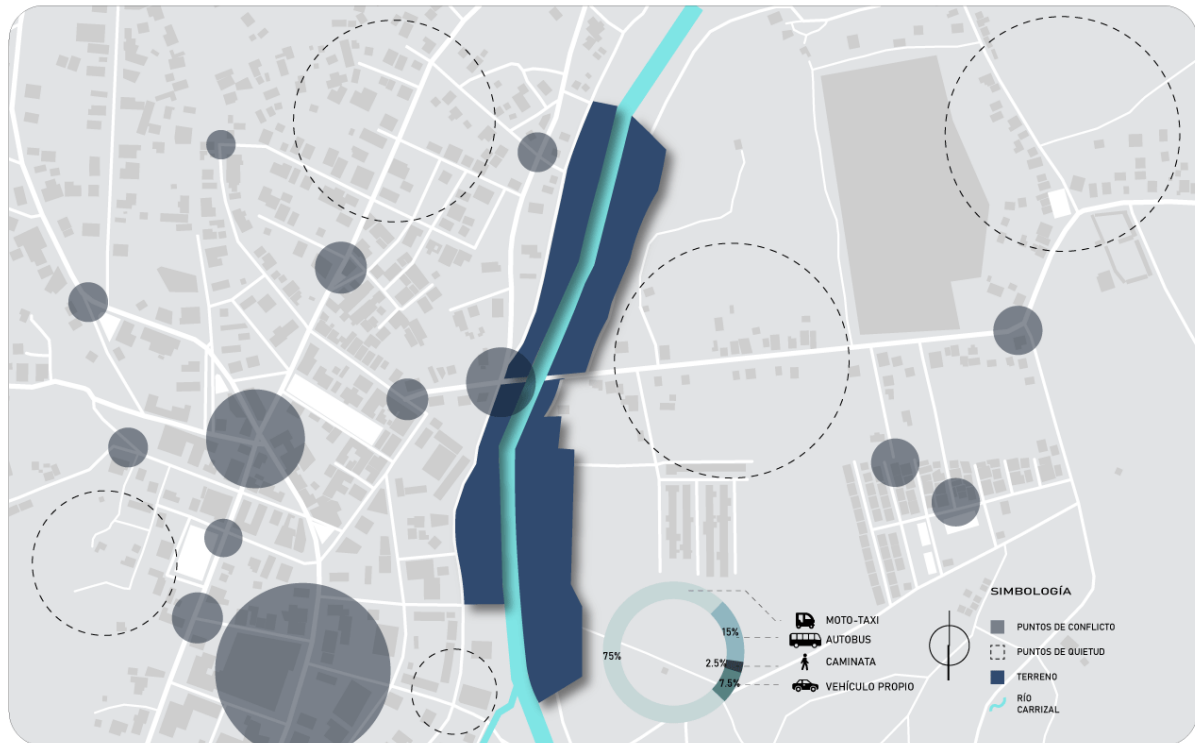 75%
15%
2.5%
7.5%
MOTO-TAXI
AUTOBUS
CAMINATA
VEHÍCULO PROPIO
SIMBOLOGÍA
PUNTOS DE CONFLICTO
PUNTOS DE QUIETUD
TERRENO
RÍO
CARRIZAL